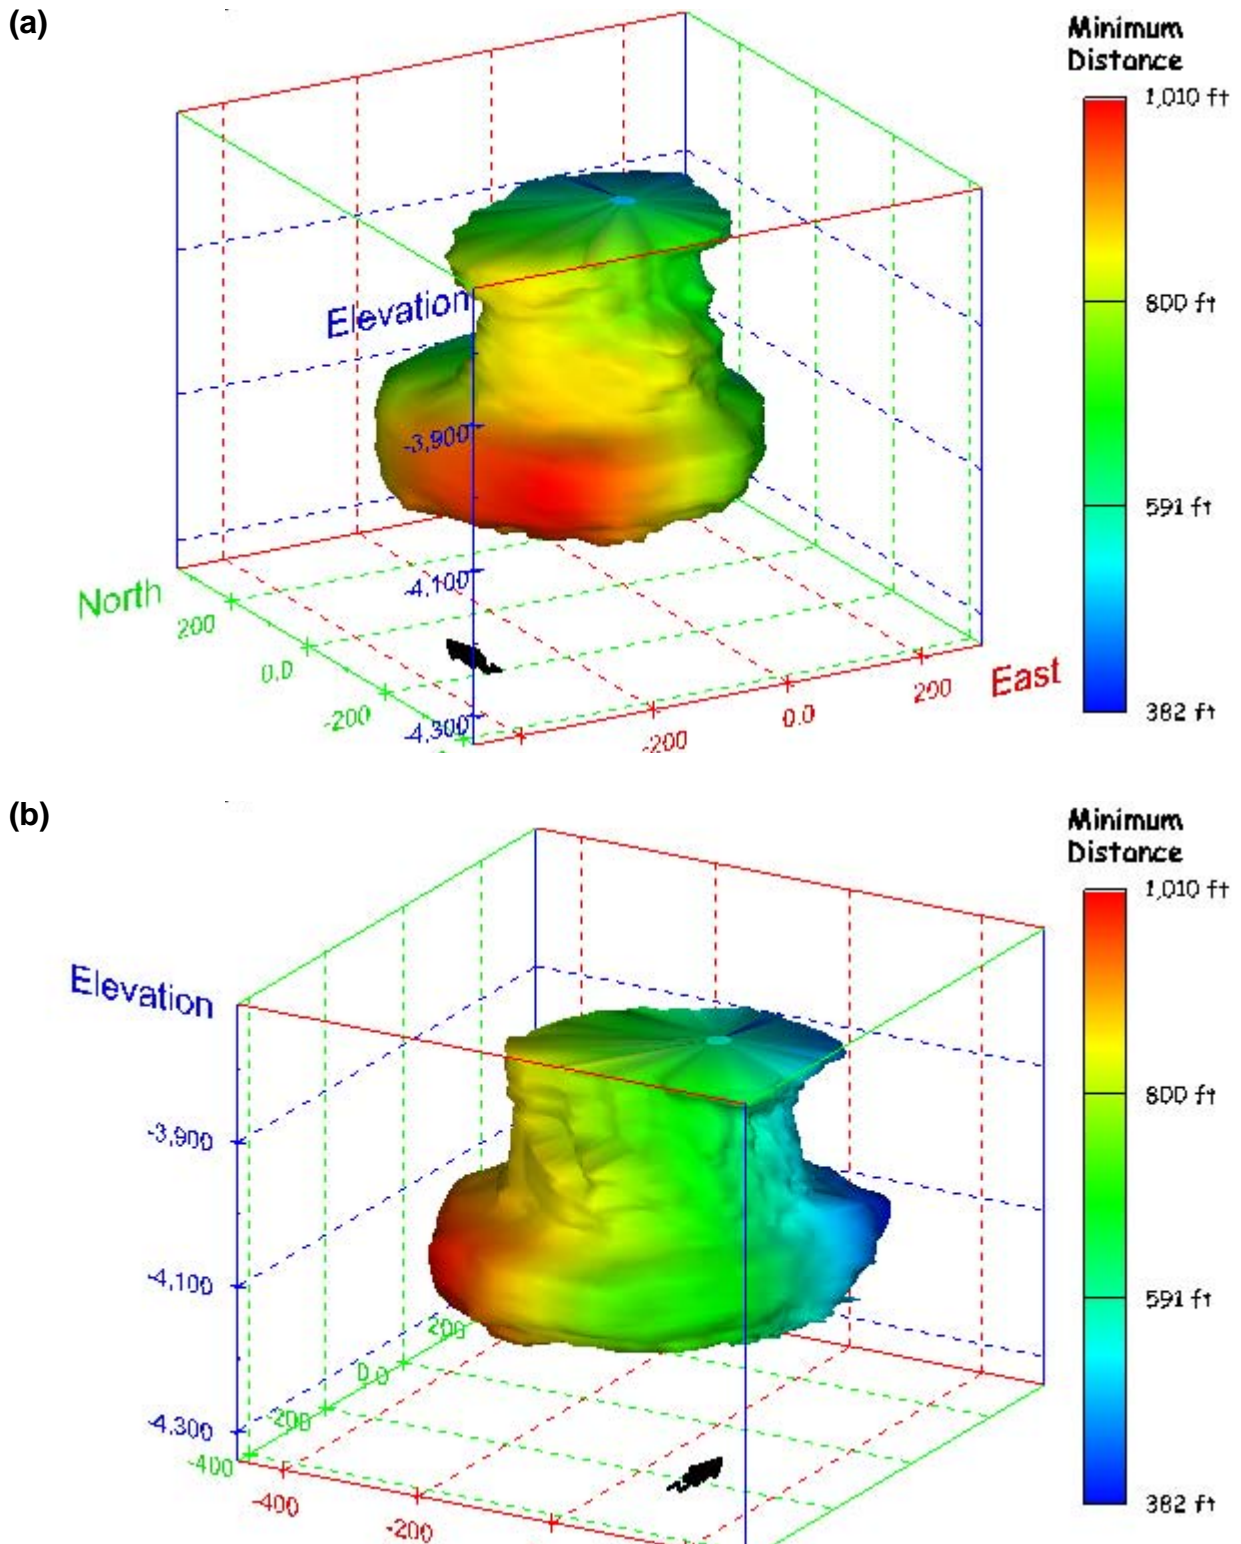 (a)
Minimum
Distance
1,010 ft
800 ft
591 ft
382 ft
Elevation
-3,900
-4,100
-4,300
North
200
0.0
-200
-200
0.0
200
East
(b)
Minimum
Distance
1,010 ft
800 ft
591 ft
382 ft
Elevation
-3,900
-4,100
-4,300
200
0.0
-200
-400
-400
-200